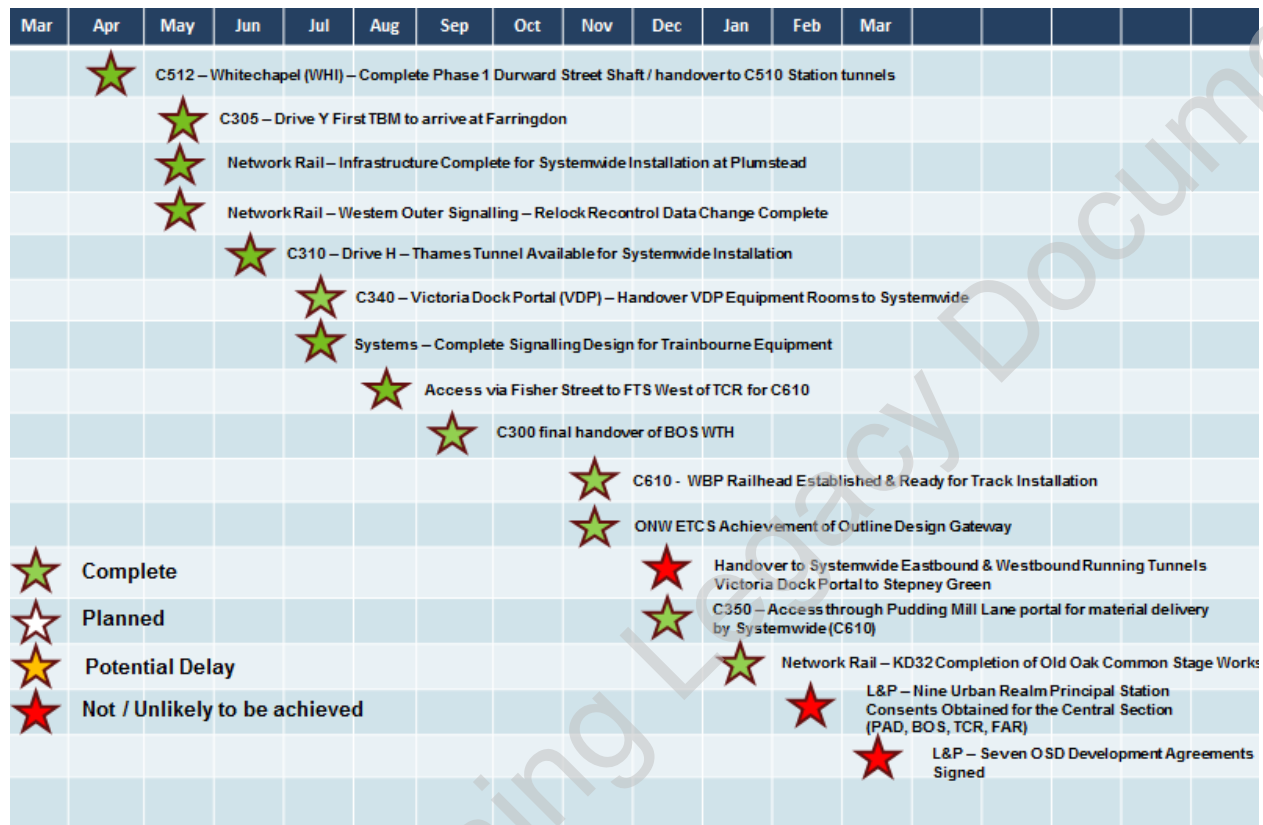 Mar Apr May Jun Jul Aug Sep Oct Nov Dec Jan Feb Mar
C512 – Whitechapel (WHI) – Complete Phase 1 Durward Street Shaft / handover to C510 Station tunnels
C305 – Drive Y First TBM to arrive at Farringdon
Network Rail – Infrastructure Complete for Systemwide Installation at Plumstead
Network Rail – Western Outer Signalling – Relock Recontrol Data Change Complete
C310 – Drive H – Thames Tunnel Available for Systemwide Installation
C340 – Victoria Dock Portal (VDP) – Handover VDP Equipment Rooms to Systemwide
Systems – Complete Signalling Design for Trainbourne Equipment
Access via Fisher Street to FTS West of TCR for C610
C300 final handover of BOS WTH
C610 - WBP Railhead Established & Ready for Track Installation
ONW ETCS Achievement of Outline Design Gateway
Complete
Handover to Systemwide Eastbound & Westbound Running Tunnels
Victoria Dock Portal to Stepney Green
Planned
C350 – Access through Pudding Mill Lane portal for material delivery
by Systemwide (C610)
Potential Delay
Network Rail – KD32 Completion of Old Oak Common Stage Works
Not / Unlikely to be achieved
L&P – Nine Urban Realm Principal Station
Consents Obtained for the Central Section
(PAD, BOS, TCR, FAR)
L&P – Seven OSD Development Agreements
Signed
ing Legacy Docum